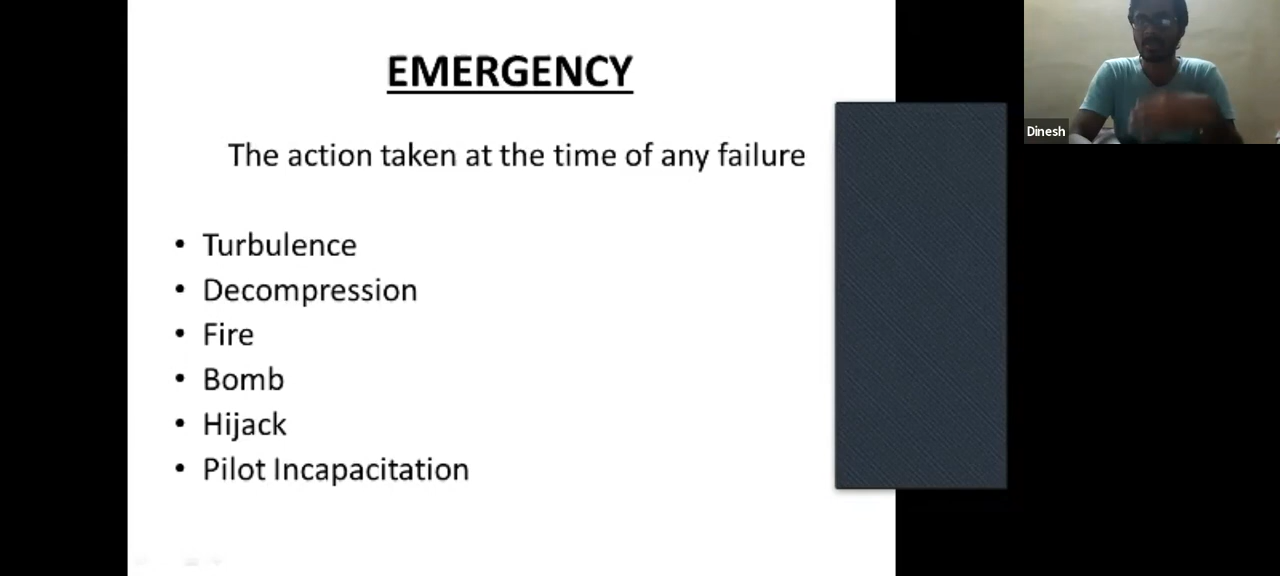 EMERGENCY
The action taken at the time of any failure
• Turbulence
• Decompression
• Fire
• Bomb
• Hijack
• Pilot Incapacitation
Dinesh